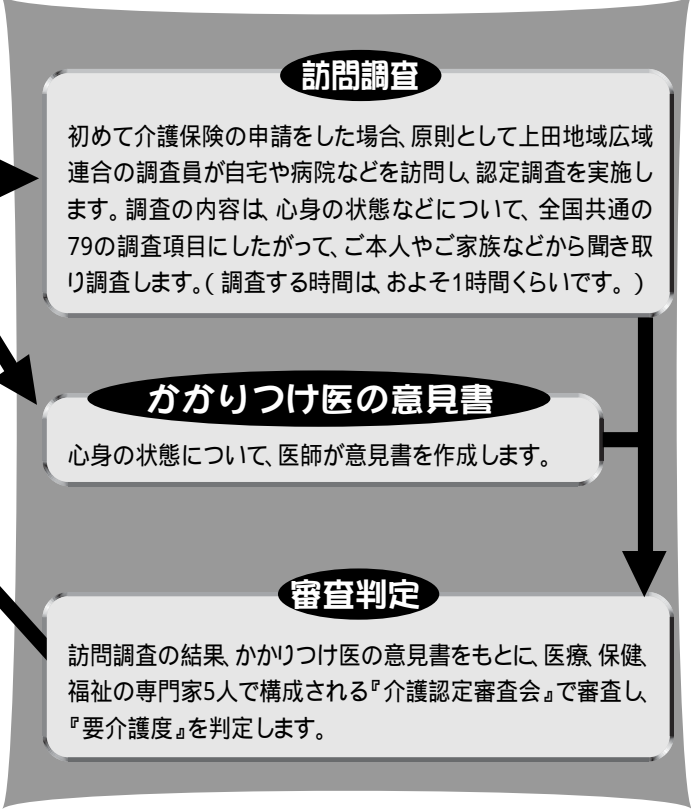 訪問調査
初めて介護保険の申請をした場合、原則として上田地域広域
連合の調査員が自宅や病院などを訪問し、認定調査を実施し
ます。調査の内容は、心身の状態などについて、全国共通の
79の調査項目にしたがって、ご本人やご家族などから聞き取
り調査します。(調査する時間は、およそ1時間くらいです。)
かかりつけ医の意見書
心身の状態について、医師が意見書を作成します。
審査判定
訪問調査の結果、かかりつけ医の意見書をもとに、医療、保健、
福祉の専門家5人で構成される『介護認定審査会』で審査し、
『要介護度』を判定します。